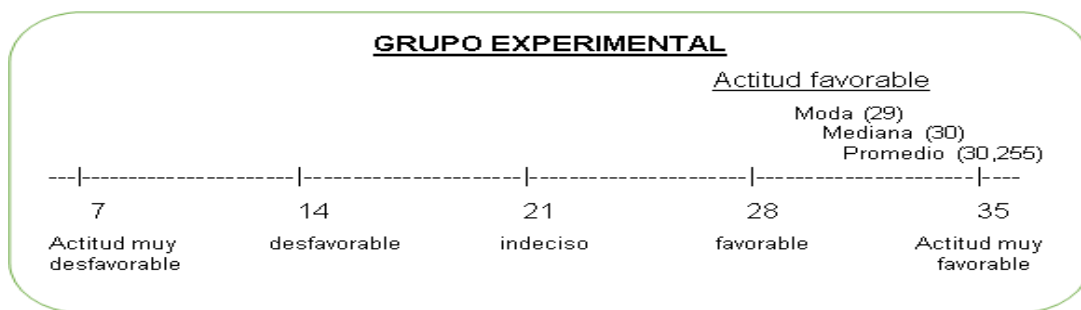 GRUPO EXPERIMENTAL
Actitud favorable
Moda (29)
Mediana (30)
Promedio (30,255)
---|-----------------------|------------------------|------------------------|------------------------|----
7 14 21 28 35
Actitud muy desfavorable indeciso favorable Actitud muy
desfavorable favorable